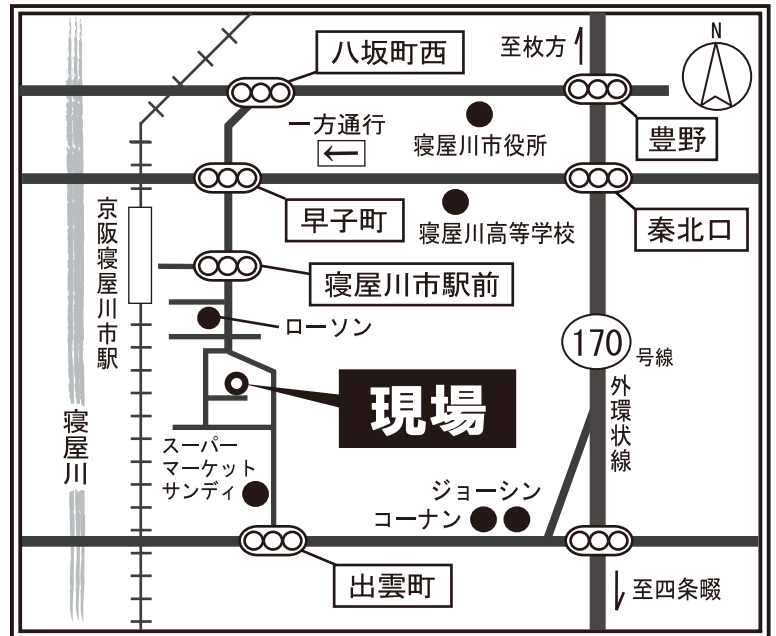 八坂町西
至枚方
N
一方通行
寝屋川市役所
豊野
早子町
寝屋川高等学校
秦北口
京阪寝屋川市駅
寝屋川市駅前
ローソン
170
号線
外環状線
現場
寝屋川
スーパー
マーケット
サンディ
ジョーシン
コーナン
出雲町
至四条畷